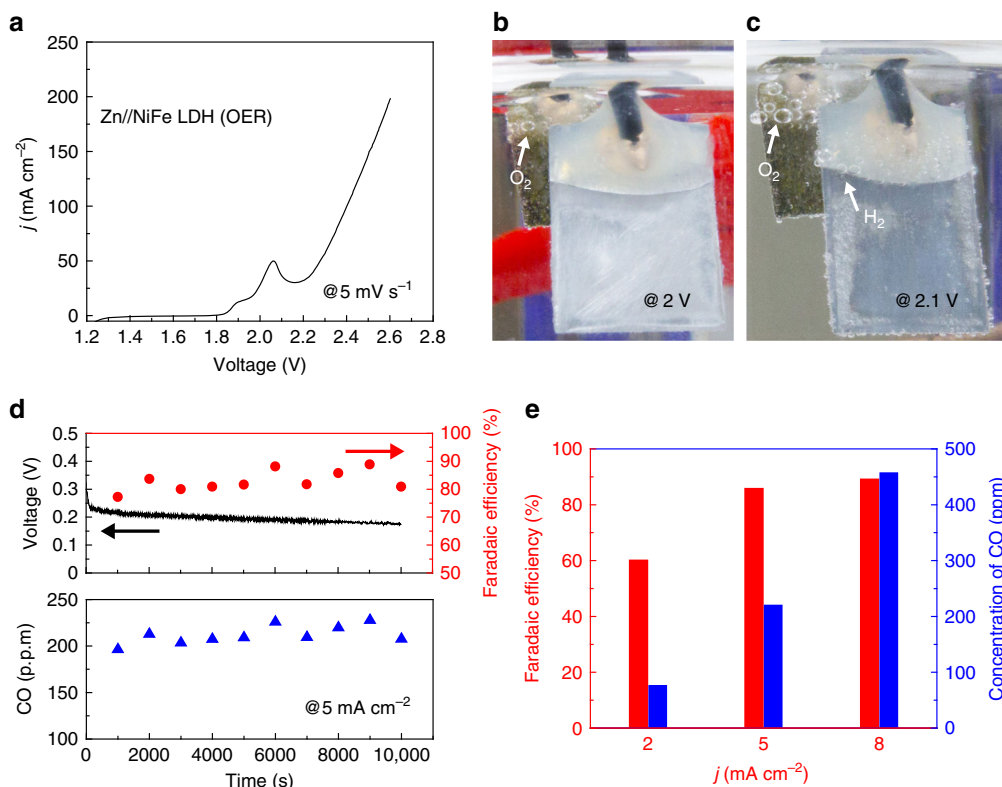 a
250
200
150
100
50
0
j (mA cm⁻²)
Zn//NiFe LDH (OER)
@5 mV s⁻¹
1.2 1.4 1.6 1.8 2.0 2.2 2.4 2.6 2.8
Voltage (V)
b
O₂
@ 2 V
c
O₂
H₂
@ 2.1 V
d
0.5
0.4
0.3
0.2
0.1
0
Voltage (V)
100
90
80
70
60
50
Faradaic efficiency (%)
250
200
150
100
CO (p.p.m)
@5 mA cm⁻²
0 2000 4000 6000 8000 10,000
Time (s)
e
100
80
60
40
20
0
Faradaic efficiency (%)
500
400
300
200
100
0
Concentration of CO (ppm)
2 5 8
j (mA cm⁻²)